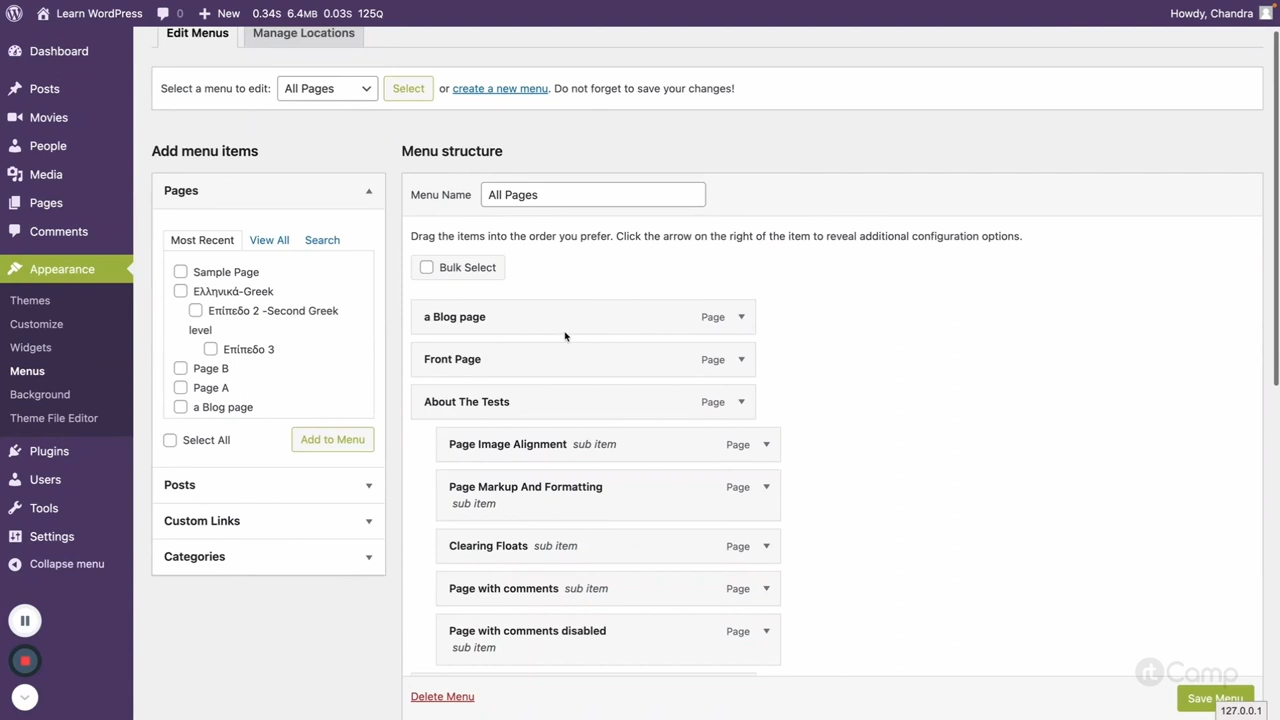 Learn WordPress 0 New 0.34s 6.4MB 0.03s 125Q Howdy, Chandra
Dashboard
Posts
Movies
People
Media
Pages
Comments
Appearance
Themes
Customize
Widgets
Menus
Background
Theme File Editor
Plugins
Users
Tools
Settings
Collapse menu
Edit Menus Manage Locations
Select a menu to edit: All Pages Select or create a new menu. Do not forget to save your changes!
Add menu items
Pages
Most Recent View All Search
Sample Page
Ελληνικά-Greek
Επίπεδο 2 -Second Greek
level
Επίπεδο 3
Page B
Page A
a Blog page
Select All Add to Menu
Posts
Custom Links
Categories
Menu structure
Menu Name All Pages
Drag the items into the order you prefer. Click the arrow on the right of the item to reveal additional configuration options.
Bulk Select
a Blog page Page
Front Page Page
About The Tests Page
Page Image Alignment sub item Page
Page Markup And Formatting Page
sub item
Clearing Floats sub item Page
Page with comments sub item Page
Page with comments disabled Page
sub item
rtCamp
Delete Menu Save Menu
127.0.0.1